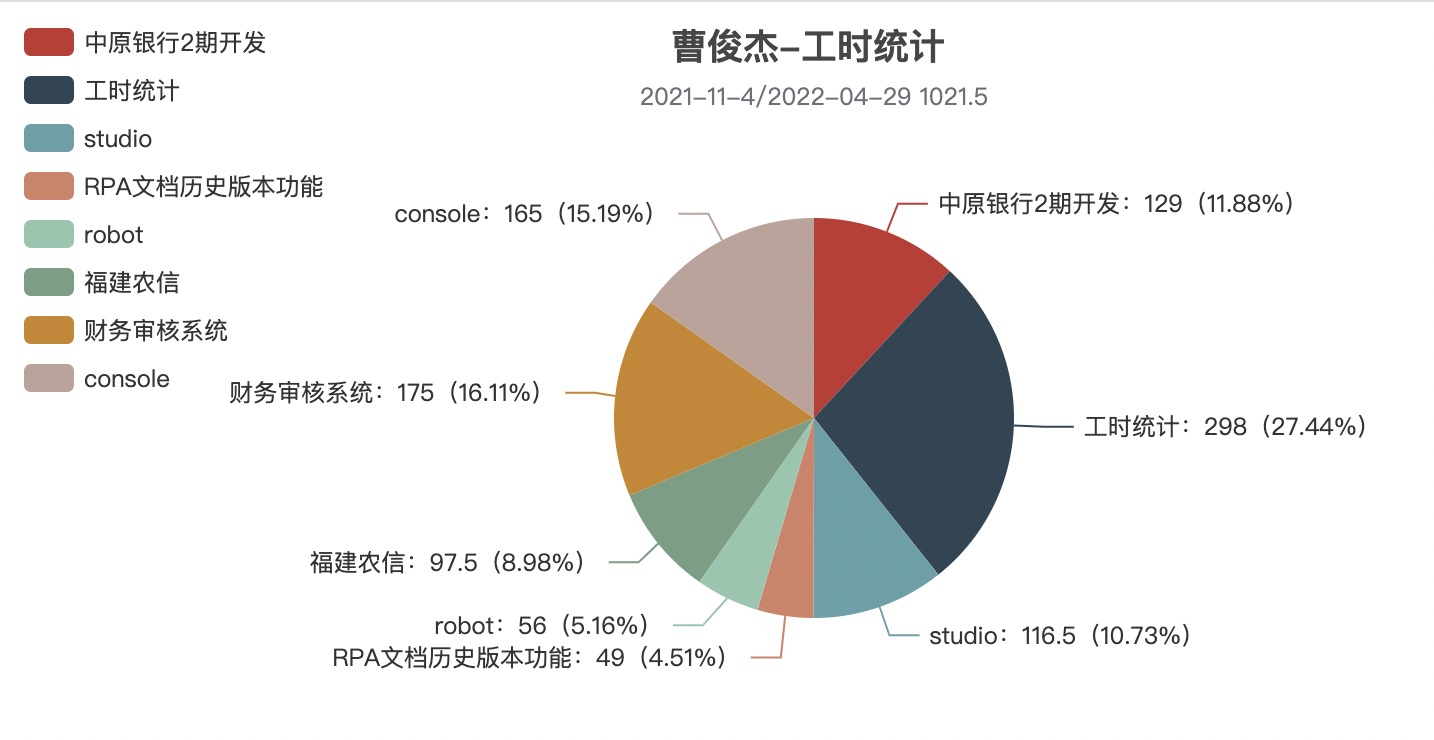 中原银行2期开发
工时统计
studio
RPA文档历史版本功能
robot
福建农信
财务审核系统
console
曹俊杰-工时统计
2021-11-4/2022-04-29 1021.5
console：165（15.19%）
中原银行2期开发：129（11.88%）
财务审核系统：175（16.11%）
工时统计：298（27.44%）
福建农信：97.5（8.98%）
robot：56（5.16%）
studio：116.5（10.73%）
RPA文档历史版本功能：49（4.51%）